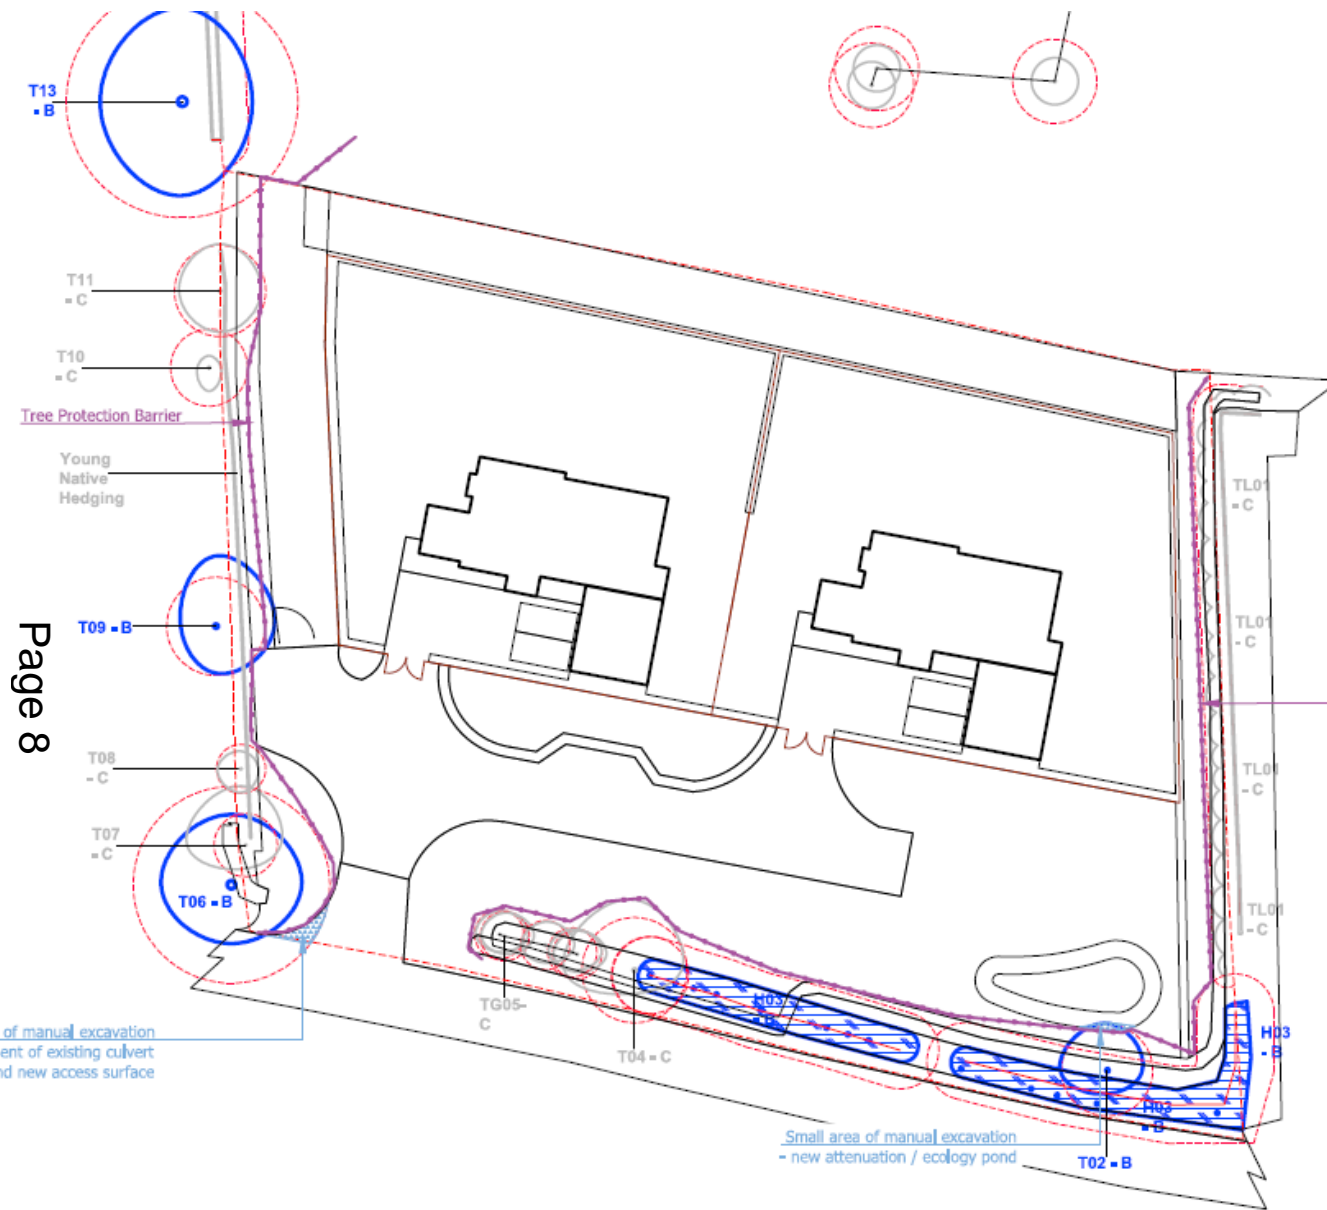 T13
- B
T11
- C
T10
- C
Tree Protection Barrier
Young
Native
Hedging
T09 - B
Page 8
T08
- C
T07
- C
T06 - B
of manual excavation
ent of existing culvert
nd new access surface
TG05-
C
T04 - C
H03
- B
TL01
- C
TL01
- C
TL01
- C
TL01
- C
H03
- B
H03
- B
Small area of manual excavation
- new attenuation / ecology pond
T02 - B